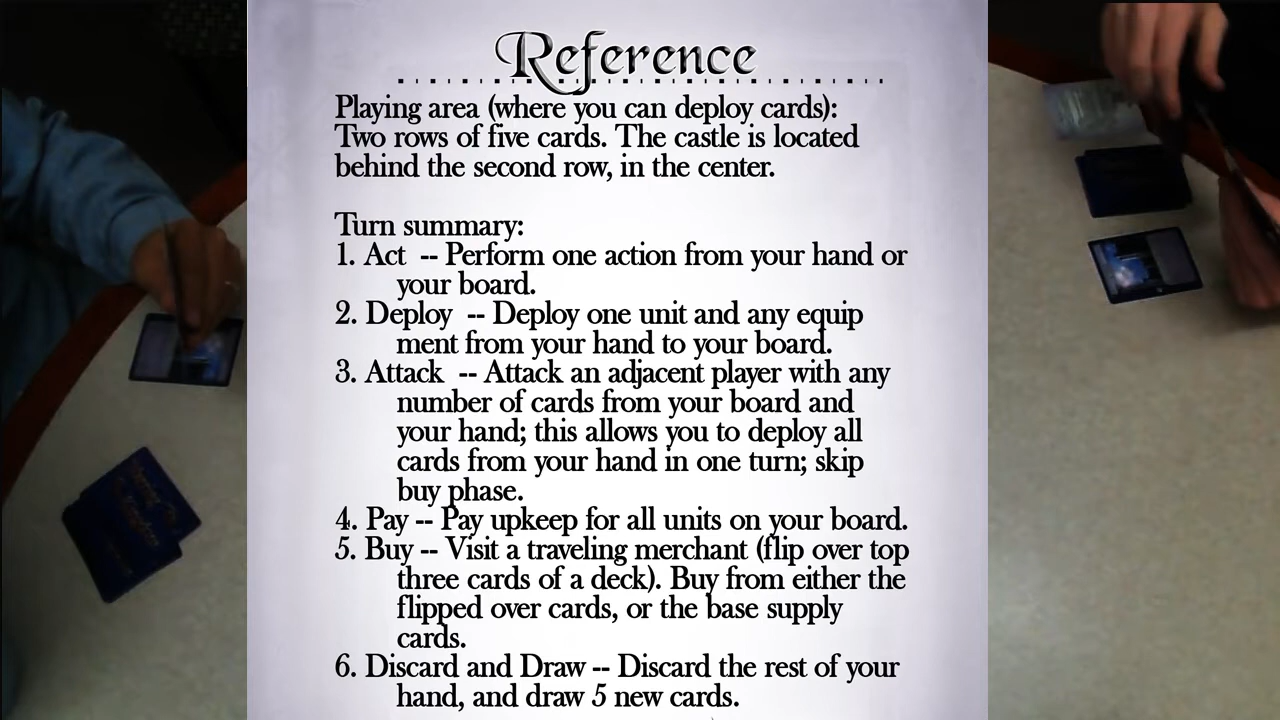 Reference
Playing area (where you can deploy cards):
Two rows of five cards. The castle is located
behind the second row, in the center.
Turn summary:
1. Act -- Perform one action from your hand or
your board.
2. Deploy -- Deploy one unit and any equip
ment from your hand to your board.
3. Attack -- Attack an adjacent player with any
number of cards from your board and
your hand; this allows you to deploy all
cards from your hand in one turn; skip
buy phase.
4. Pay -- Pay upkeep for all units on your board.
5. Buy -- Visit a traveling merchant (flip over top
three cards of a deck). Buy from either the
flipped over cards, or the base supply
cards.
6. Discard and Draw -- Discard the rest of your
hand, and draw 5 new cards.